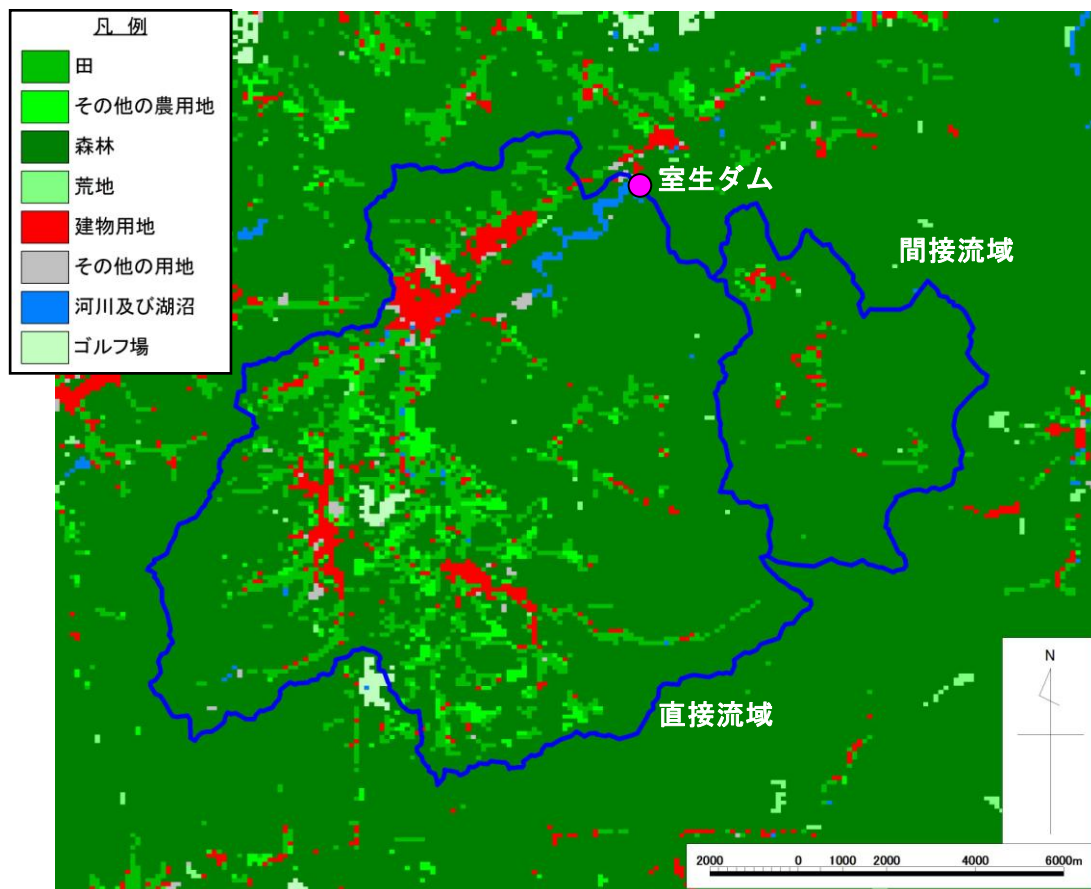 凡 例
田
その他の農用地
森林
荒地
建物用地
その他の用地
河川及び湖沼
ゴルフ場
室生ダム
間接流域
直接流域
N
2000 0 1000 2000 4000 6000m